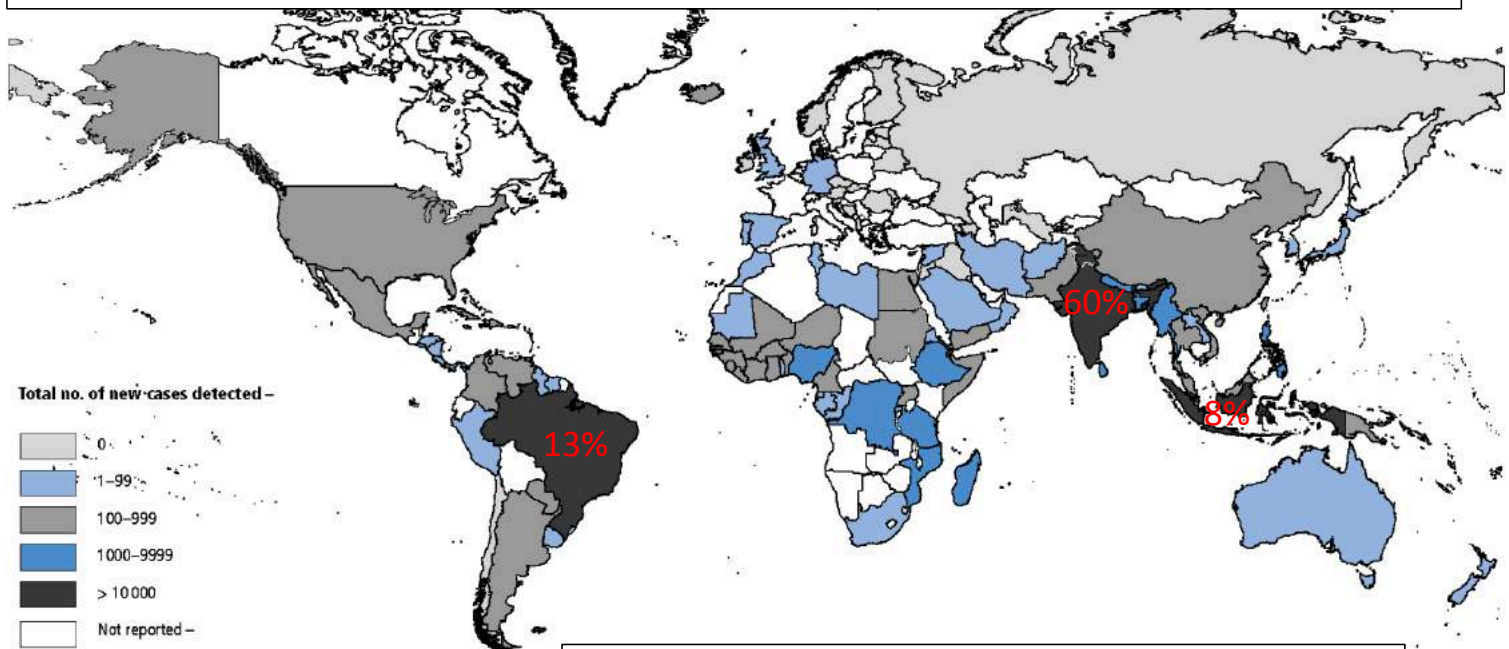 60%
8%
13%
Total no. of new cases detected –
0
1–99
100–999
1000–9999
> 10 000
Not reported –